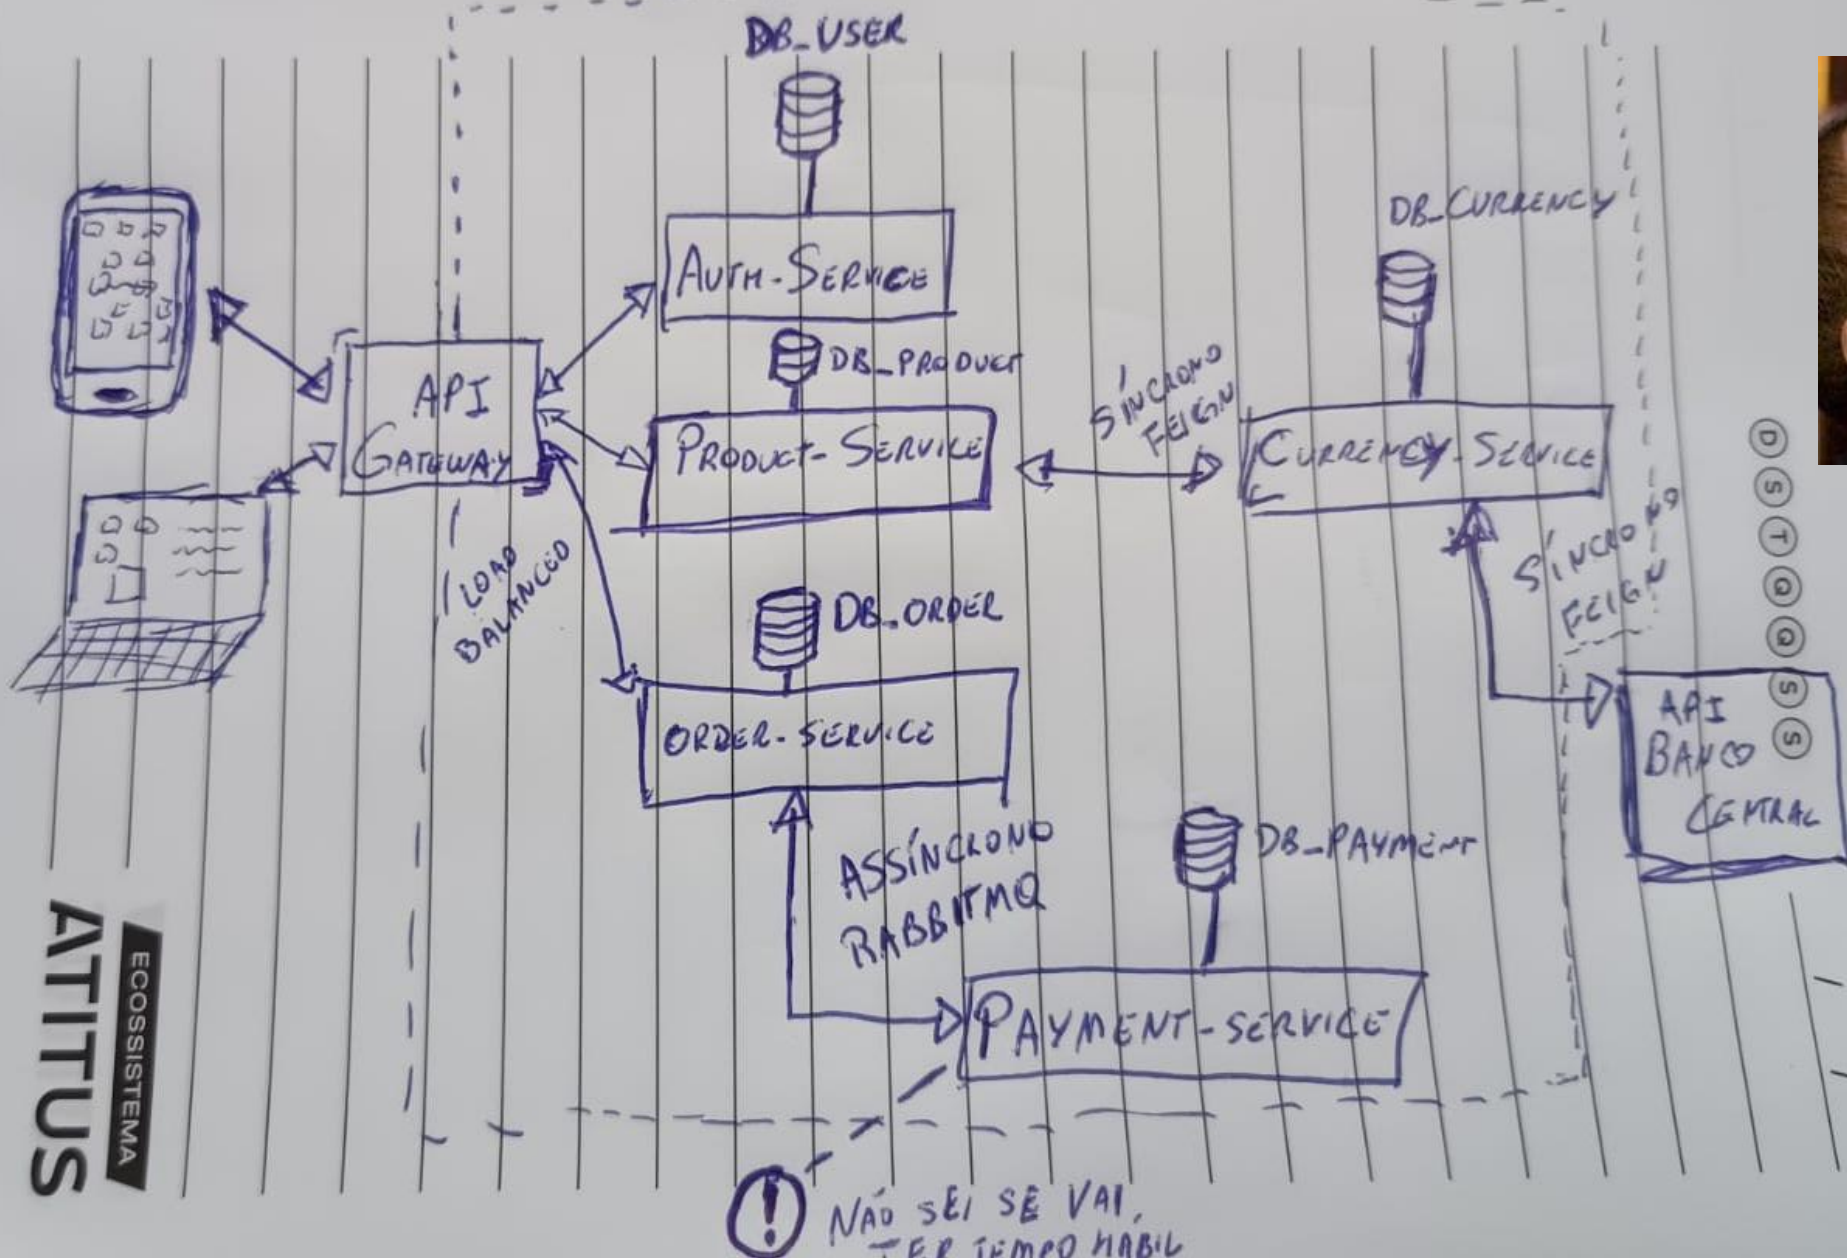 DB_USER
AUTH-SERVICE
DB_PRODUCT
PRODUCT-SERVICE
API
GATEWAY
LOAD
BALANCED
SÍNCRONO
FEIGN
DB_CURRENCY
CURRENCY-SERVICE
SÍNCRONO
FEIGN
API
BANCO
CENTRAL
DB_ORDER
ORDER-SERVICE
ASSÍNCRONO
RABBITMQ
DB_PAYMENT
PAYMENT-SERVICE
!
NÃO SEI SE VAI
TER TEMPO HÁBIL
ECOSSISTEMA
ATITUS
D S T Q Q S S